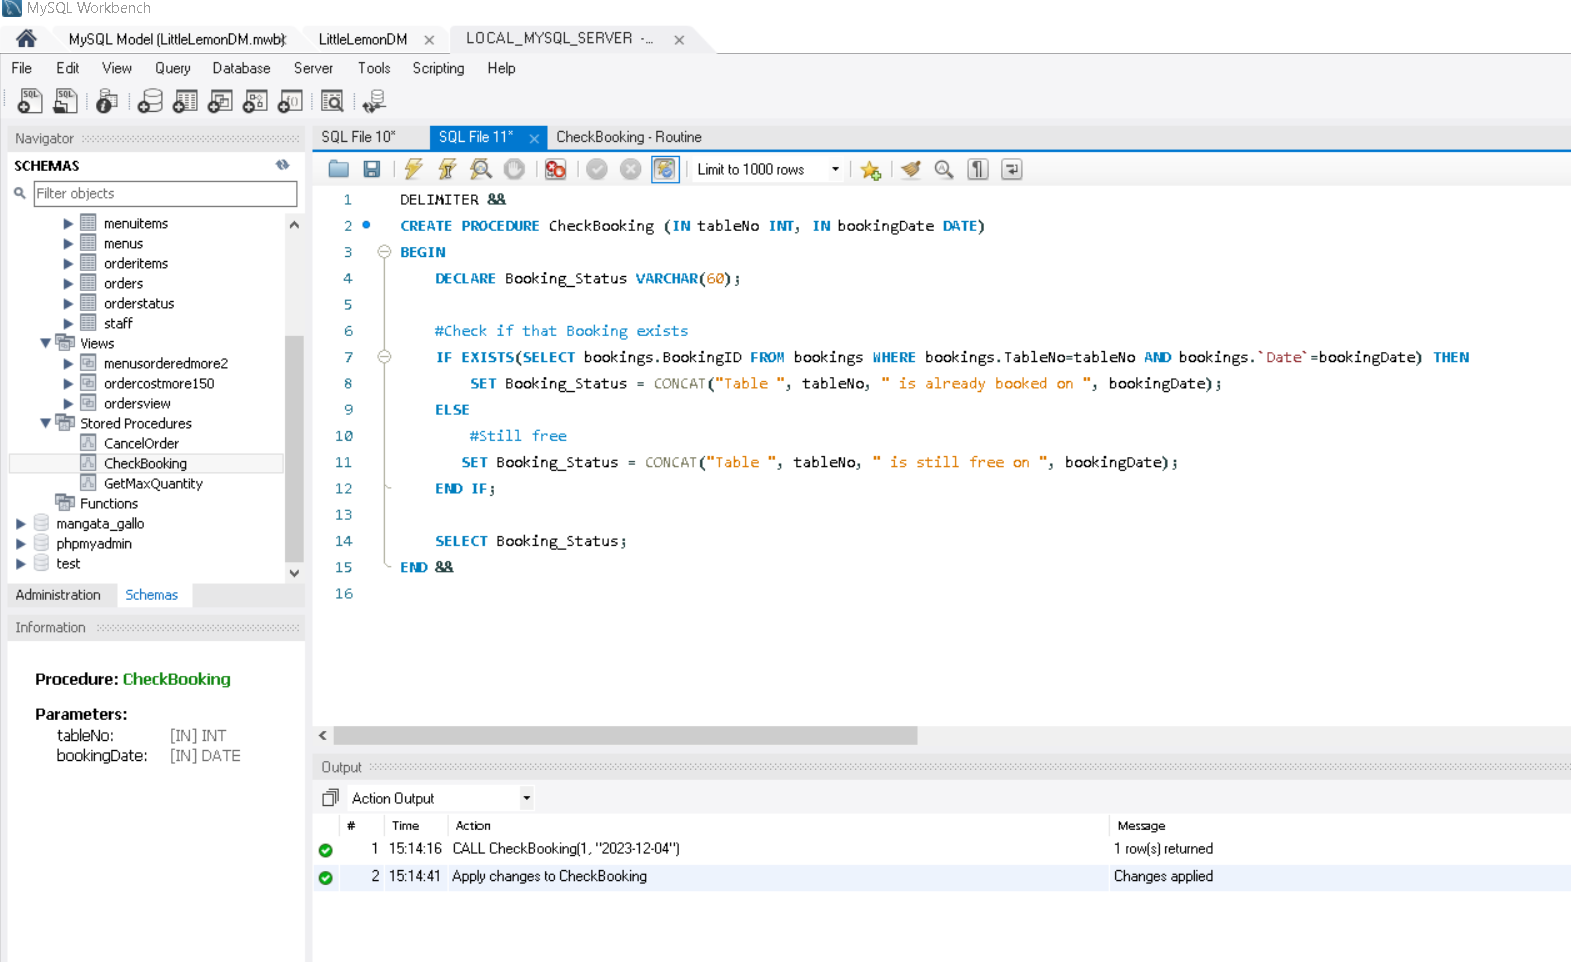 MySQL Workbench
MySQL Model (LittleLemonDM.mwb)
LittleLemonDM
LOCAL_MYSQL_SERVER -...
File Edit View Query Database Server Tools Scripting Help
Navigator
SCHEMAS
Filter objects
menuitems
menus
orderitems
orders
orderstatus
staff
Views
menusorderedmore2
ordercostmore150
ordersview
Stored Procedures
CancelOrder
CheckBooking
GetMaxQuantity
Functions
mangata_gallo
phpmyadmin
test
Administration Schemas
Information
Procedure: CheckBooking
Parameters:
tableNo: [IN] INT
bookingDate: [IN] DATE
SQL File 10* SQL File 11* CheckBooking - Routine
Limit to 1000 rows
1 DELIMITER &&
2 CREATE PROCEDURE CheckBooking (IN tableNo INT, IN bookingDate DATE)
3 BEGIN
4 DECLARE Booking_Status VARCHAR(60);
5
6 #Check if that Booking exists
7 IF EXISTS(SELECT bookings.BookingID FROM bookings WHERE bookings.TableNo=tableNo AND bookings.`Date`=bookingDate) THEN
8 SET Booking_Status = CONCAT("Table ", tableNo, " is already booked on ", bookingDate);
9 ELSE
10 #Still free
11 SET Booking_Status = CONCAT("Table ", tableNo, " is still free on ", bookingDate);
12 END IF;
13
14 SELECT Booking_Status;
15 END &&
16
Output
Action Output
# Time Action Message
1 15:14:16 CALL CheckBooking(1, "2023-12-04") 1 row(s) returned
2 15:14:41 Apply changes to CheckBooking Changes applied